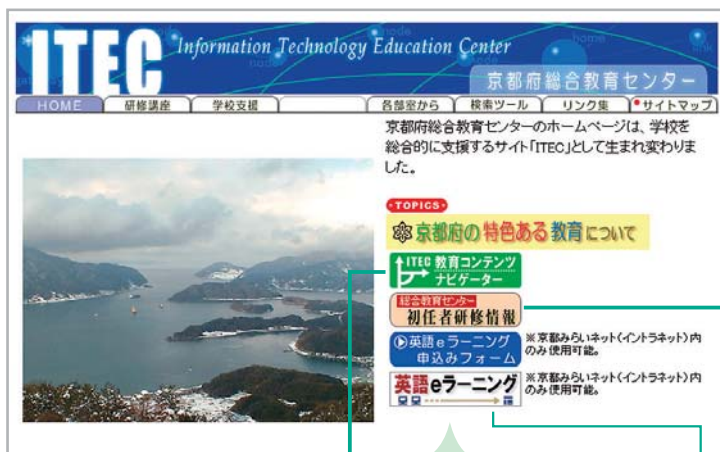 ITEC Information Technology Education Center
京都府総合教育センター
HOME 研修講座 学校支援 各部室から 検索ツール リンク集 サイトマップ
京都府総合教育センターのホームページは、学校を
総合的に支援するサイト「ITEC」として生まれ変わりま
した。
TOPICS
京都府の特色ある教育について
ITEC 教育コンテンツ
ナビゲーター
総合教育センター
初任者研修情報
英語eラーニング
申込みフォーム
※京都みらいネット(イントラネット)内
のみ使用可能。
英語eラーニング
※京都みらいネット(イントラネット)内
のみ使用可能。